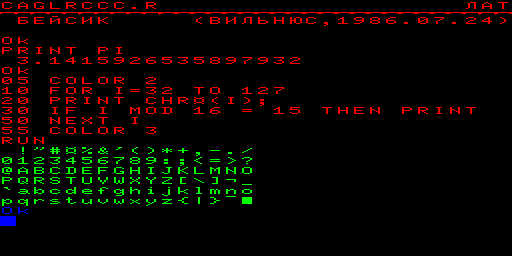 CAGLRCCC.R ЛАТ
БЕЙСИК (ВИЛЬНЮС,1986.07.24)
Ok
PRINT PI
3.141592653589793​2
Ok
05 COLOR 2
10 FOR I=32 TO 127
20 PRINT CHR¤(I);
30 IF I MOD 16 = 15 THEN PRINT
50 NEXT I
55 COLOR 3
RUN
!"#¤%&'()*+,-./
0123456789:;<=>?
@ABCDEFGHIJKLMNO
PQRSTUVWXYZ[\]¬_
`abcdefghijklmno
pqrstuvwxyz{|}‾■
Ok